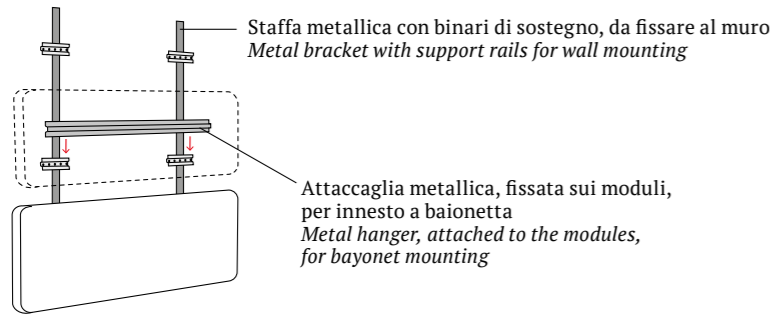 Staffa metallica con binari di sostegno, da fissare al muro
Metal bracket with support rails for wall mounting
Attaccaglia metallica, fissata sui moduli,
per innesto a baionetta
Metal hanger, attached to the modules,
for bayonet mounting